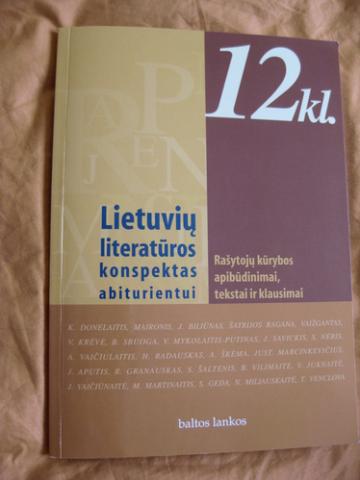 12kl.
Lietuvių
literatūros
konspektas
abiturientui
Rašytojų kūrybos
apibūdinimai,
tekstai ir klausimai
K. DONELAITIS, MAIRONIS, J. BILIŪNAS, ŠATRIJOS RAGANA, VAIŽGANTAS,
V. KRĖVĖ, B. SRUOGA, V. MYKOLAITIS-PUTINAS, J. SAVICKIS, S. NĖRIS,
A. VAIČIULAITIS, H. RADAUSKAS, A. ŠKĖMA, JUST. MARCINKEVIČIUS,
J. APUTIS, R. GRANAUSKAS, S. ŠALTENIS, B. VILIMAITĖ, V. JUKNAITĖ,
J. VAIČIŪNAITĖ, M. MARTINAITIS, S. GEDA, N. MILIAUSKAITĖ, T. VENCLOVA
baltos lankos